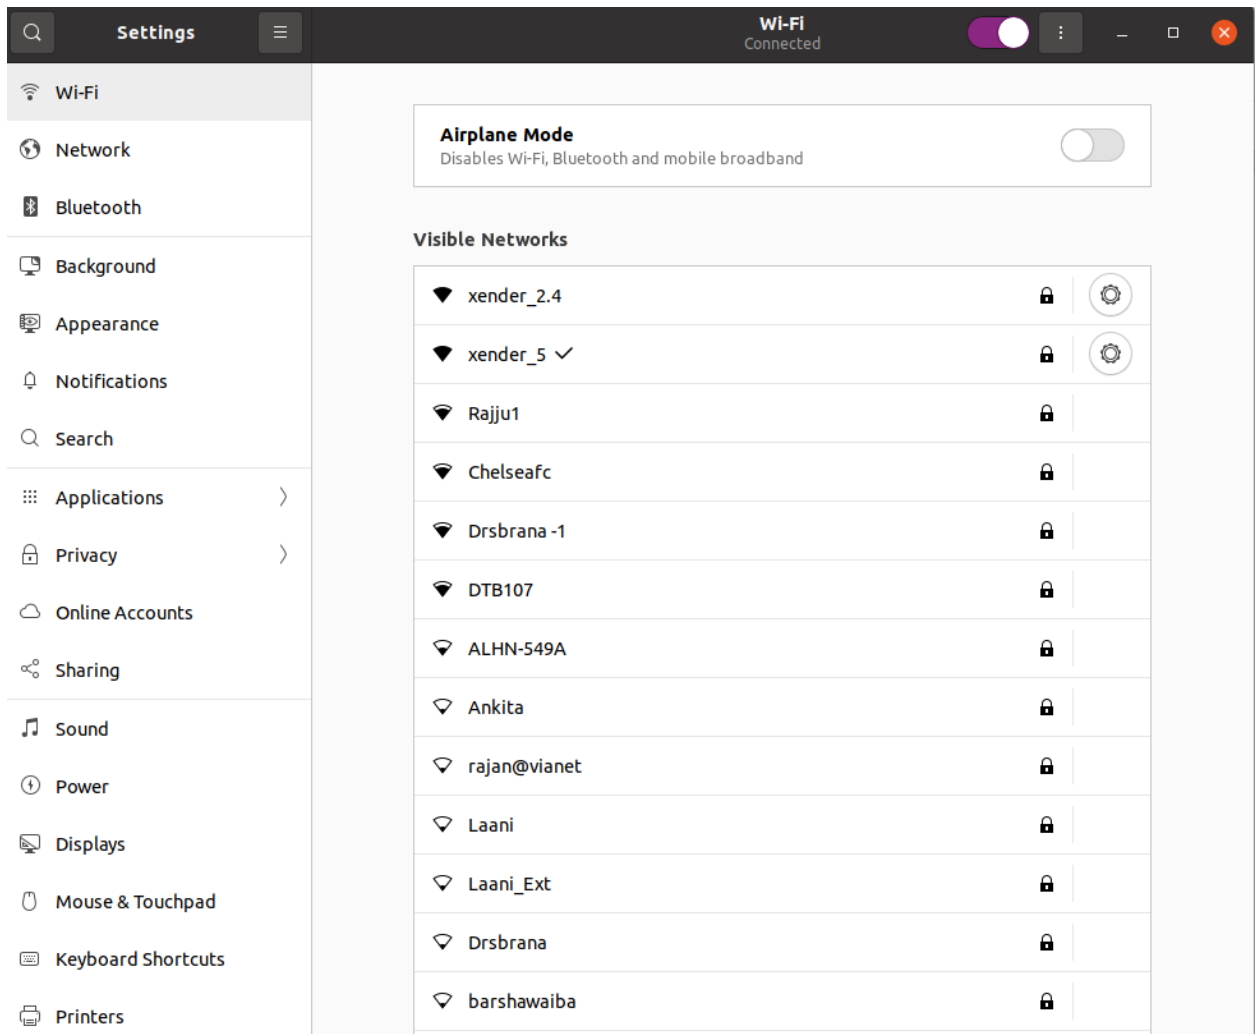 Settings
Wi-Fi
Connected
Wi-Fi
Network
Bluetooth
Background
Appearance
Notifications
Search
Applications
Privacy
Online Accounts
Sharing
Sound
Power
Displays
Mouse & Touchpad
Keyboard Shortcuts
Printers
Airplane Mode
Disables Wi-Fi, Bluetooth and mobile broadband
Visible Networks
xender_2.4
xender_5
Rajju1
Chelseafc
Drsbrana -1
DTB107
ALHN-549A
Ankita
rajan@vianet
Laani
Laani_Ext
Drsbrana
barshawaiba